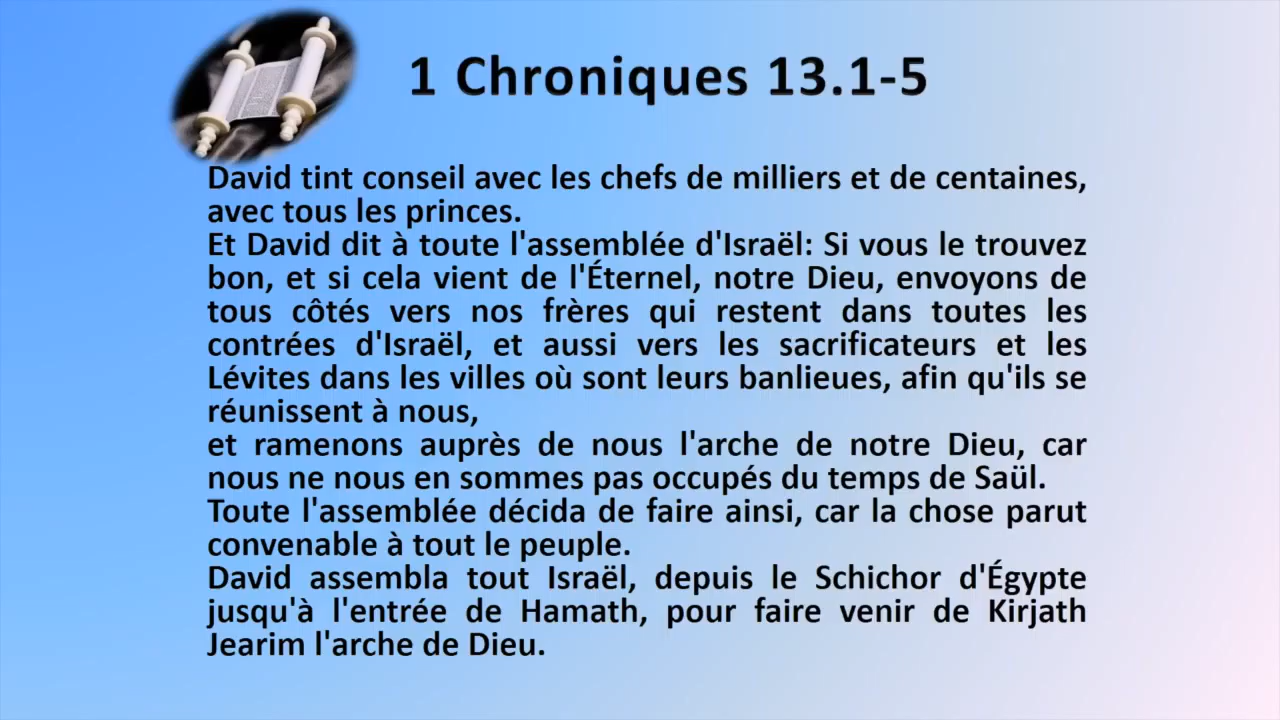 1 Chroniques 13.1-5
David tint conseil avec les chefs de milliers et de centaines,
avec tous les princes.
Et David dit à toute l'assemblée d'Israël: Si vous le trouvez
bon, et si cela vient de l'Éternel, notre Dieu, envoyons de
tous côtés vers nos frères qui restent dans toutes les
contrées d'Israël, et aussi vers les sacrificateurs et les
Lévites dans les villes où sont leurs banlieues, afin qu'ils se
réunissent à nous,
et ramenons auprès de nous l'arche de notre Dieu, car
nous ne nous en sommes pas occupés du temps de Saül.
Toute l'assemblée décida de faire ainsi, car la chose parut
convenable à tout le peuple.
David assembla tout Israël, depuis le Schichor d'Égypte
jusqu'à l'entrée de Hamath, pour faire venir de Kirjath
Jearim l'arche de Dieu.